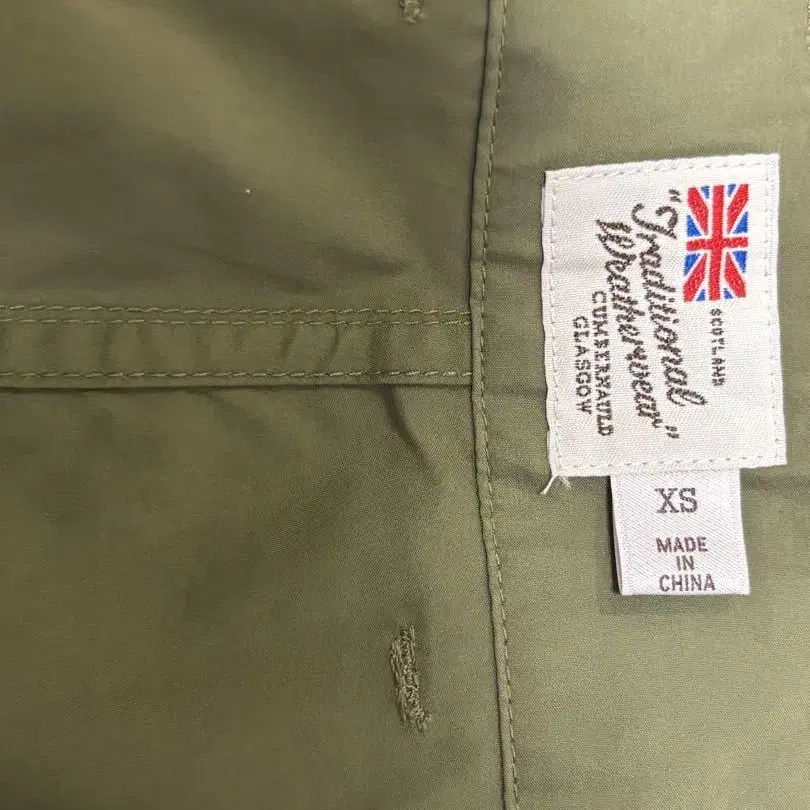 SCOTLAND
"Traditional
Weatherwear"
CUMBERNAULD
GLASGOW
XS
MADE
IN
CHINA